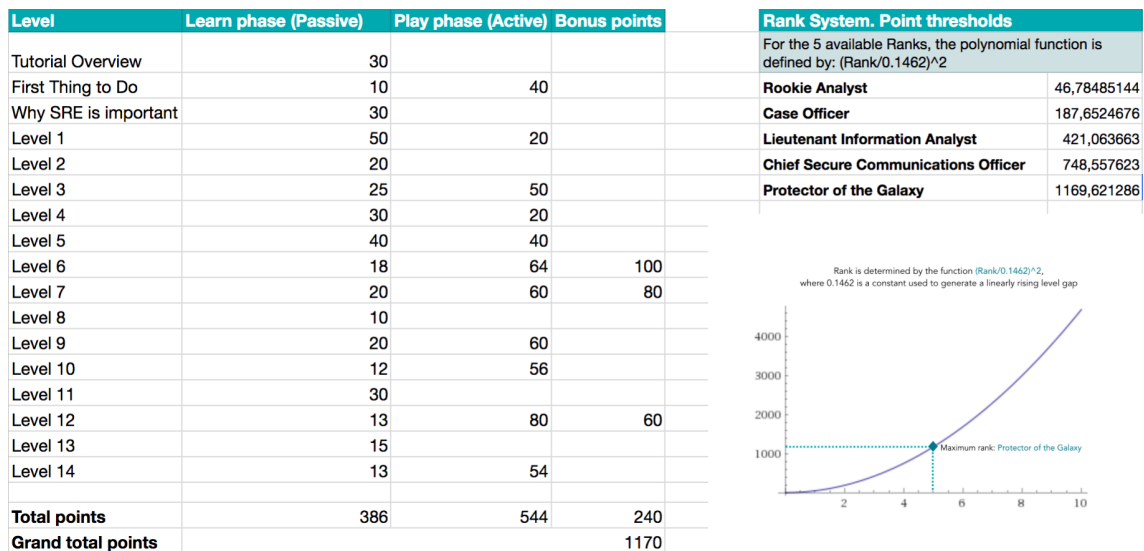 Level Learn phase (Passive) Play phase (Active) Bonus points
Tutorial Overview 30
First Thing to Do 10 40
Why SRE is important 30
Level 1 50 20
Level 2 20
Level 3 25 50
Level 4 30 20
Level 5 40 40
Level 6 18 64 100
Level 7 20 60 80
Level 8 10
Level 9 20 60
Level 10 12 56
Level 11 30
Level 12 13 80 60
Level 13 15
Level 14 13 54
Total points 386 544 240
Grand total points 1170
Rank System. Point thresholds
For the 5 available Ranks, the polynomial function is
defined by: (Rank/0.1462)^2
Rookie Analyst 46,78485144
Case Officer 187,6524676
Lieutenant Information Analyst 421,063663
Chief Secure Communications Officer 748,557623
Protector of the Galaxy 1169,621286
Rank is determined by the function (Rank/0.1462)^2,
where 0.1462 is a constant used to generate a linearly rising level gap
4000
3000
2000
1000
Maximum rank: Protector of the Galaxy
2 4 6 8 10